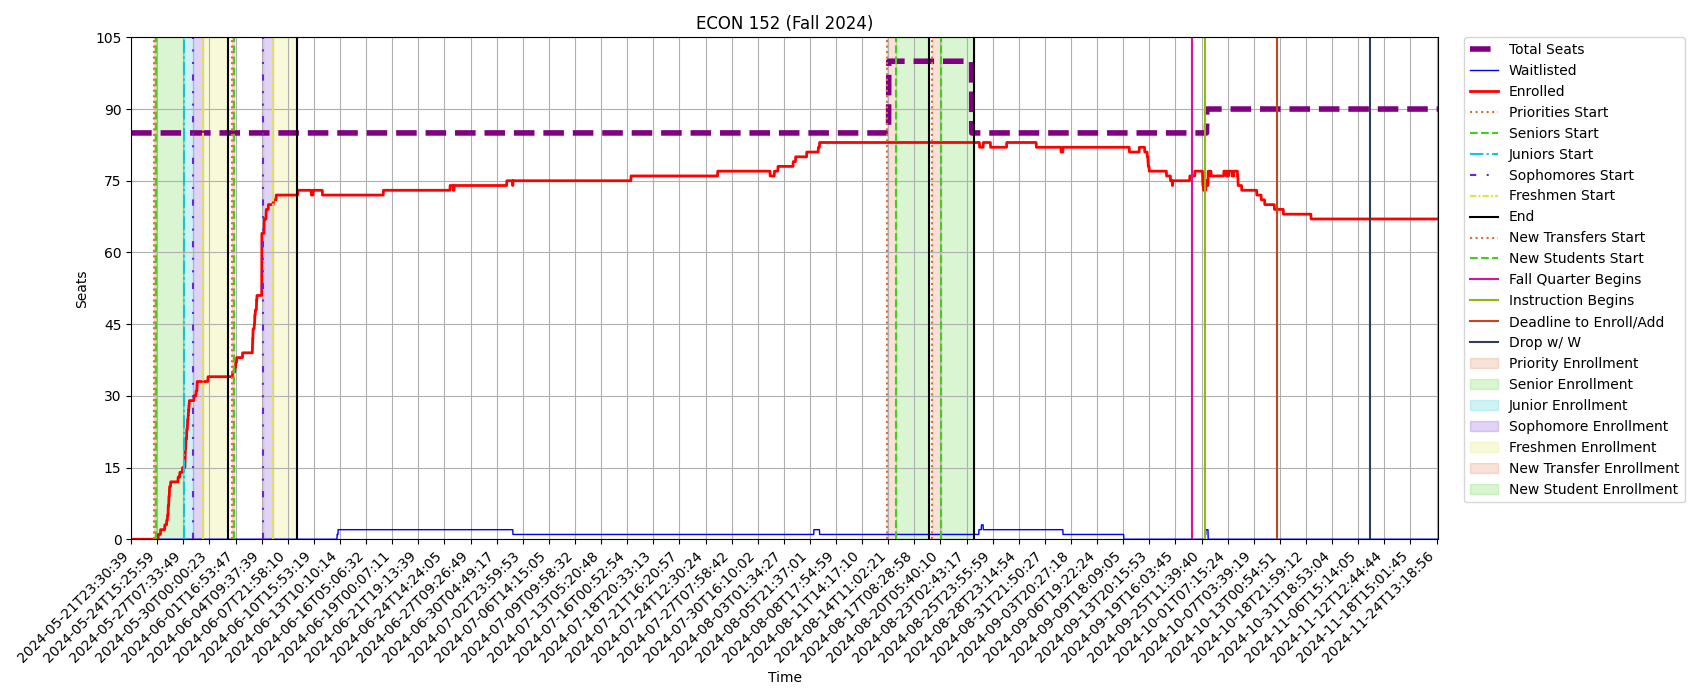 ECON 152 (Fall 2024)
Seats
105
90
75
60
45
30
15
0
2024-05-21T23:30:39
2024-05-24T15:25:59
2024-05-27T07:33:49
2024-05-30T00:00:23
2024-06-01T16:53:47
2024-06-04T09:37:39
2024-06-07T21:58:10
2024-06-10T15:53:19
2024-06-13T10:10:14
2024-06-16T05:06:32
2024-06-19T00:07:11
2024-06-21T19:13:39
2024-06-24T14:24:05
2024-06-27T09:26:49
2024-06-30T04:49:17
2024-07-02T23:59:53
2024-07-06T14:15:05
2024-07-09T09:58:32
2024-07-13T05:20:48
2024-07-16T00:52:54
2024-07-18T20:33:13
2024-07-21T16:20:57
2024-07-24T12:30:24
2024-07-27T07:58:42
2024-07-30T16:10:02
2024-08-03T01:34:27
2024-08-05T21:37:01
2024-08-08T17:54:59
2024-08-11T14:17:10
2024-08-14T11:02:21
2024-08-17T08:28:58
2024-08-20T05:40:10
2024-08-23T02:43:17
2024-08-25T23:55:59
2024-08-28T23:14:54
2024-08-31T21:50:27
2024-09-03T20:27:18
2024-09-06T19:22:24
2024-09-09T18:09:05
2024-09-13T20:15:53
2024-09-19T16:03:45
2024-09-25T11:39:40
2024-10-01T07:15:24
2024-10-07T03:39:19
2024-10-13T00:54:51
2024-10-18T21:59:12
2024-10-31T18:53:04
2024-11-06T15:14:05
2024-11-12T12:44:44
2024-11-18T15:01:45
2024-11-24T13:18:56
Time
Total Seats
Waitlisted
Enrolled
Priorities Start
Seniors Start
Juniors Start
Sophomores Start
Freshmen Start
End
New Transfers Start
New Students Start
Fall Quarter Begins
Instruction Begins
Deadline to Enroll/Add
Drop w/ W
Priority Enrollment
Senior Enrollment
Junior Enrollment
Sophomore Enrollment
Freshmen Enrollment
New Transfer Enrollment
New Student Enrollment